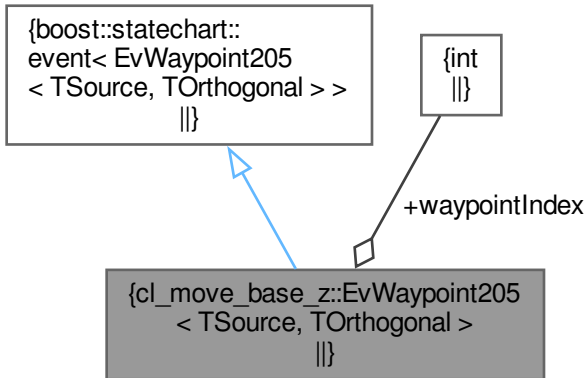 {boost::statechart::
event< EvWaypoint205
< TSource, TOrthogonal > >
||}
{int
||}
+waypointIndex
{cl_move_base_z::EvWaypoint205
< TSource, TOrthogonal >
||}